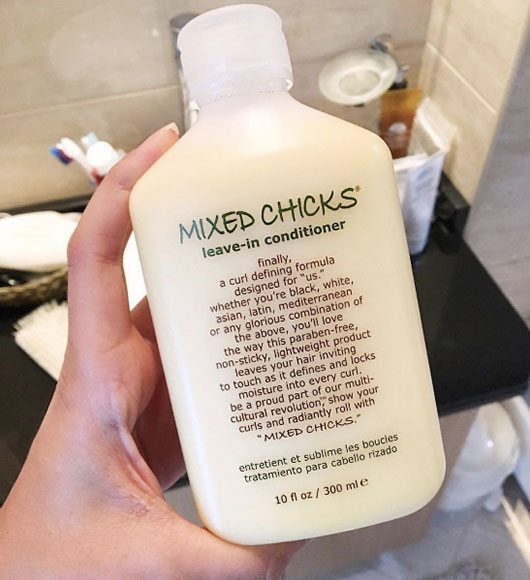 MIXED CHICKS®
leave-in conditioner
finally,
a curl defining formula
designed for "us."
whether you're black, white,
asian, latin, mediterranean
or any glorious combination of
the above, you'll love
the way this paraben-free,
non-sticky, lightweight product
leaves your hair inviting
to touch as it defines and locks
moisture into every curl.
be a proud part of our multi-
cultural revolution, show your
curls and radiantly roll with
"MIXED CHICKS."
entretient et sublime les boucles
tratamiento para cabello rizado
10 fl oz / 300 ml e